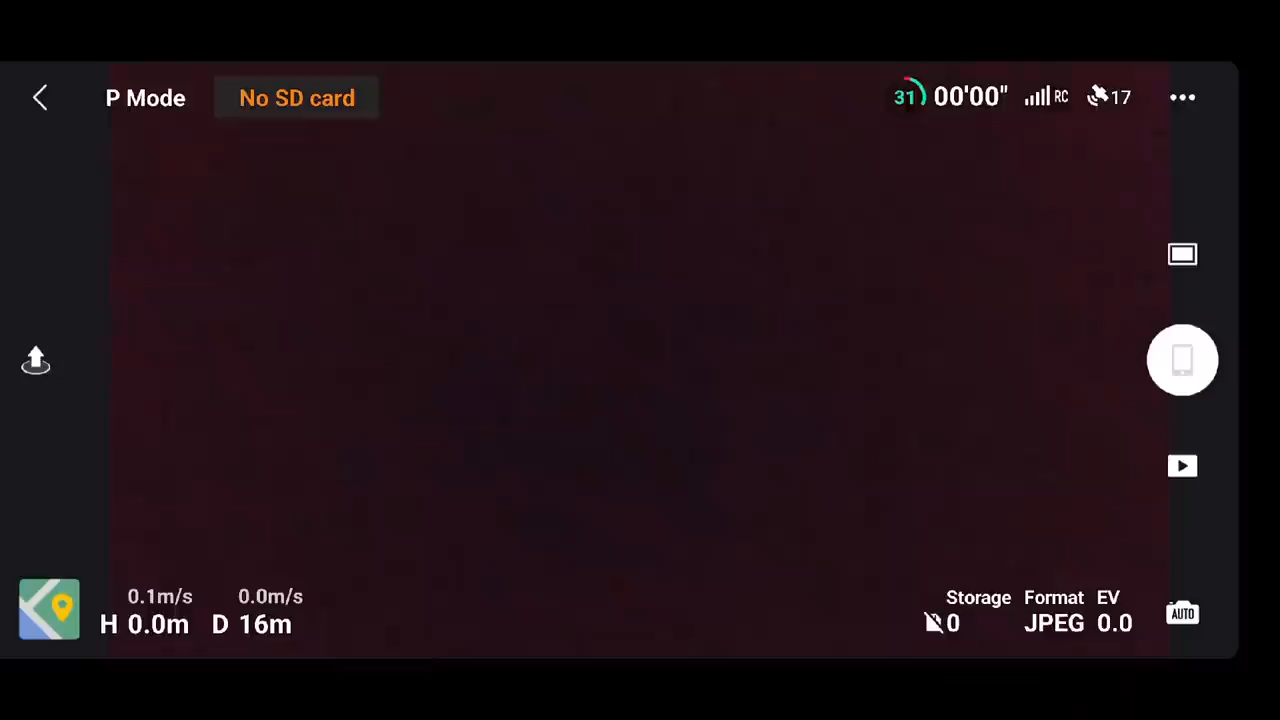 P Mode No SD card 31 00'00" RC 17
0.1m/s 0.0m/s
H 0.0m D 16m
Storage Format EV
0 JPEG 0.0
AUTO